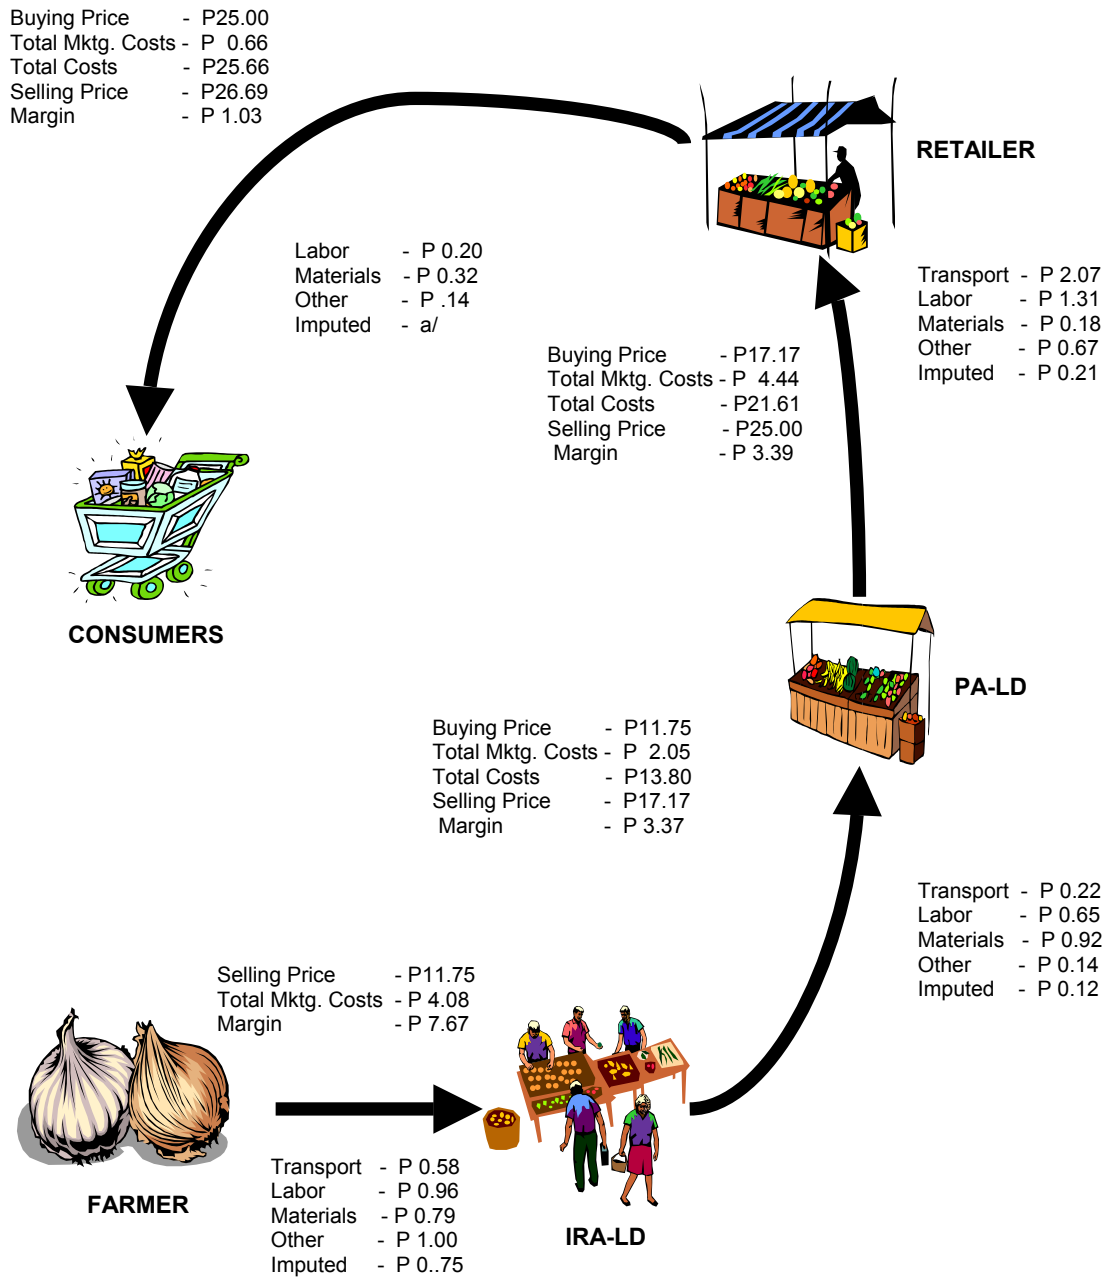 Buying Price - P25.00
Total Mktg. Costs - P 0.66
Total Costs - P25.66
Selling Price - P26.69
Margin - P 1.03
RETAILER
Labor - P 0.20
Materials - P 0.32
Other - P .14
Imputed - a/
Transport - P 2.07
Labor - P 1.31
Materials - P 0.18
Other - P 0.67
Imputed - P 0.21
Buying Price - P17.17
Total Mktg. Costs - P 4.44
Total Costs - P21.61
Selling Price - P25.00
Margin - P 3.39
CONSUMERS
PA-LD
Buying Price - P11.75
Total Mktg. Costs - P 2.05
Total Costs - P13.80
Selling Price - P17.17
Margin - P 3.37
Transport - P 0.22
Labor - P 0.65
Materials - P 0.92
Other - P 0.14
Imputed - P 0.12
Selling Price - P11.75
Total Mktg. Costs - P 4.08
Margin - P 7.67
FARMER
Transport - P 0.58
Labor - P 0.96
Materials - P 0.79
Other - P 1.00
Imputed - P 0..75
IRA-LD